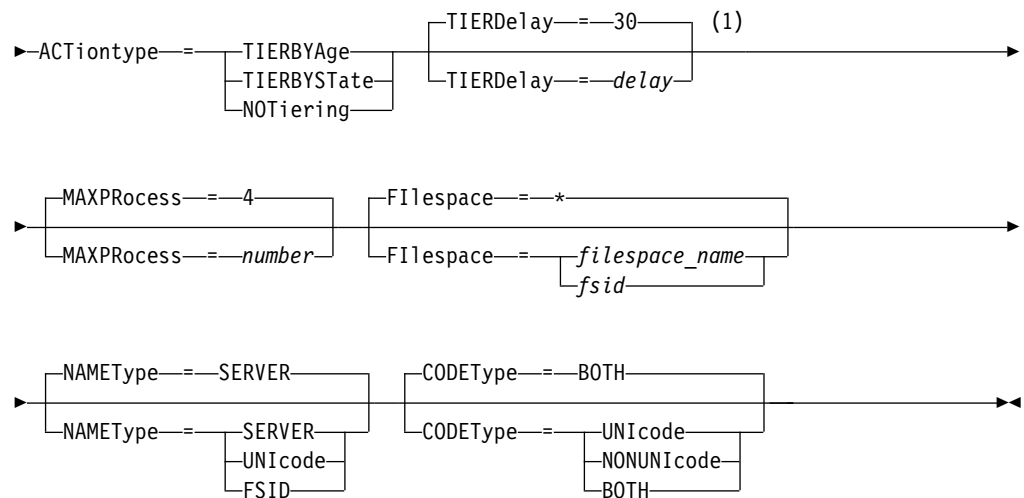 TIERDelay = 30 (1)
ACTiontype = TIERBYAge
TIERBYSTate TIERDelay = delay
NOTiering
MAXPRocess = 4 FIlespace = *
MAXPRocess = number FIlespace = filespace_name
fsid
NAMEType = SERVER CODEType = BOTH
NAMEType = SERVER CODEType = UNIcode
UNIcode NONUNIcode
FSID BOTH